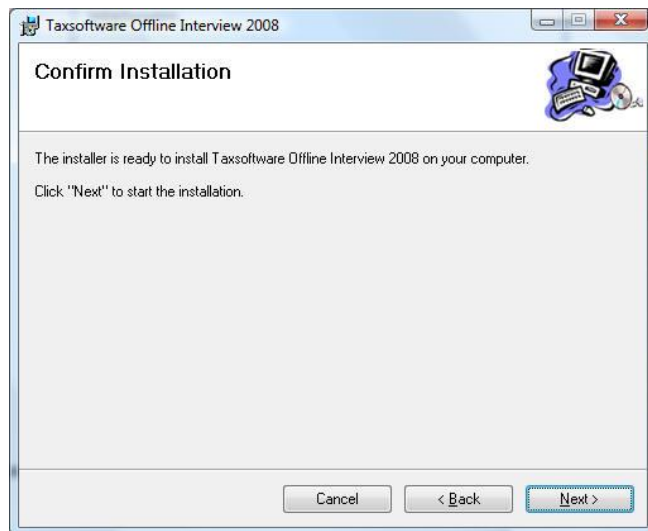 Taxsoftware Offline Interview 2008
Confirm Installation
The installer is ready to install Taxsoftware Offline Interview 2008 on your computer.
Click "Next" to start the installation.
Cancel
< Back
Next >